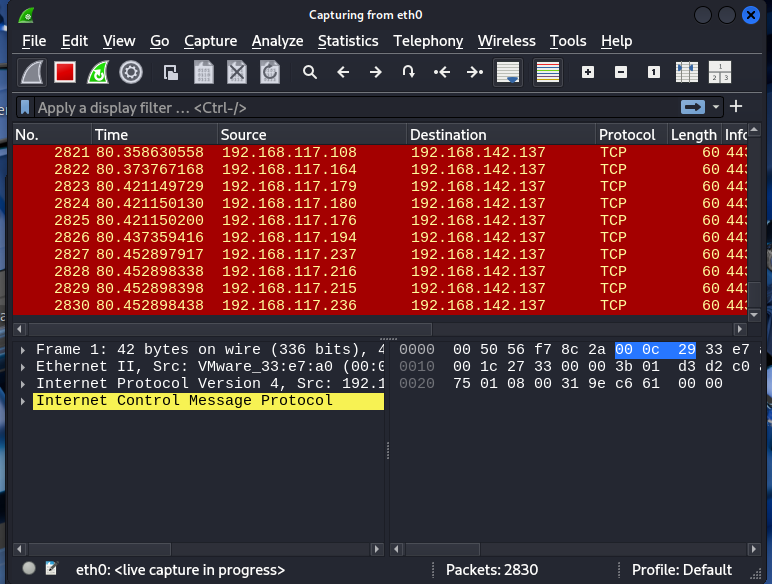 Capturing from eth0
File Edit View Go Capture Analyze Statistics Telephony Wireless Tools Help
Apply a display filter … <Ctrl-/>
No. Time Source Destination Protocol Length Info
2821 80.358630558 192.168.117.108 192.168.142.137 TCP 60 443
2822 80.373767168 192.168.117.164 192.168.142.137 TCP 60 443
2823 80.421149729 192.168.117.179 192.168.142.137 TCP 60 443
2824 80.421150130 192.168.117.180 192.168.142.137 TCP 60 443
2825 80.421150200 192.168.117.176 192.168.142.137 TCP 60 443
2826 80.437359416 192.168.117.194 192.168.142.137 TCP 60 443
2827 80.452897917 192.168.117.237 192.168.142.137 TCP 60 443
2828 80.452898338 192.168.117.216 192.168.142.137 TCP 60 443
2829 80.452898398 192.168.117.215 192.168.142.137 TCP 60 443
2830 80.452898438 192.168.117.236 192.168.142.137 TCP 60 443
Frame 1: 42 bytes on wire (336 bits), 4
Ethernet II, Src: VMware_33:e7:a0 (00:0
Internet Protocol Version 4, Src: 192.1
Internet Control Message Protocol
0000 00 50 56 f7 8c 2a 00 0c 29 33 e7
0010 00 1c 27 33 00 00 3b 01 d3 d2 c0
0020 75 01 08 00 31 9e c6 61 00 00
eth0: <live capture in progress> Packets: 2830 Profile: Default